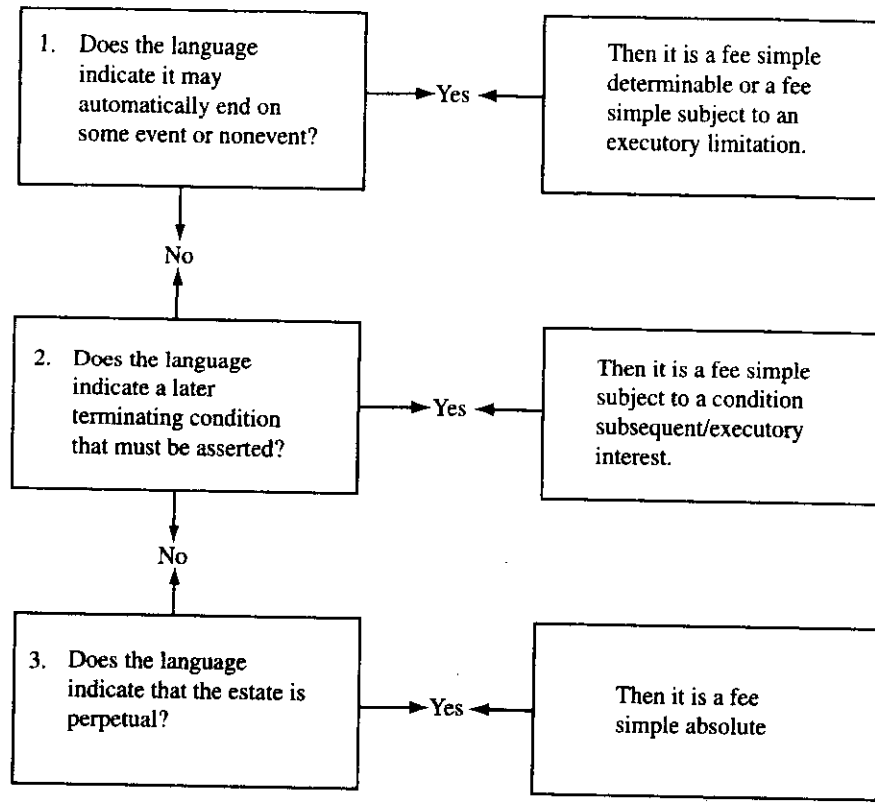 1. Does the language
indicate it may
automatically end on
some event or nonevent?
Yes
Then it is a fee simple
determinable or a fee
simple subject to an
executory limitation.
No
2. Does the language
indicate a later
terminating condition
that must be asserted?
Yes
Then it is a fee simple
subject to a condition
subsequent/executory
interest.
No
3. Does the language
indicate that the estate is
perpetual?
Yes
Then it is a fee
simple absolute